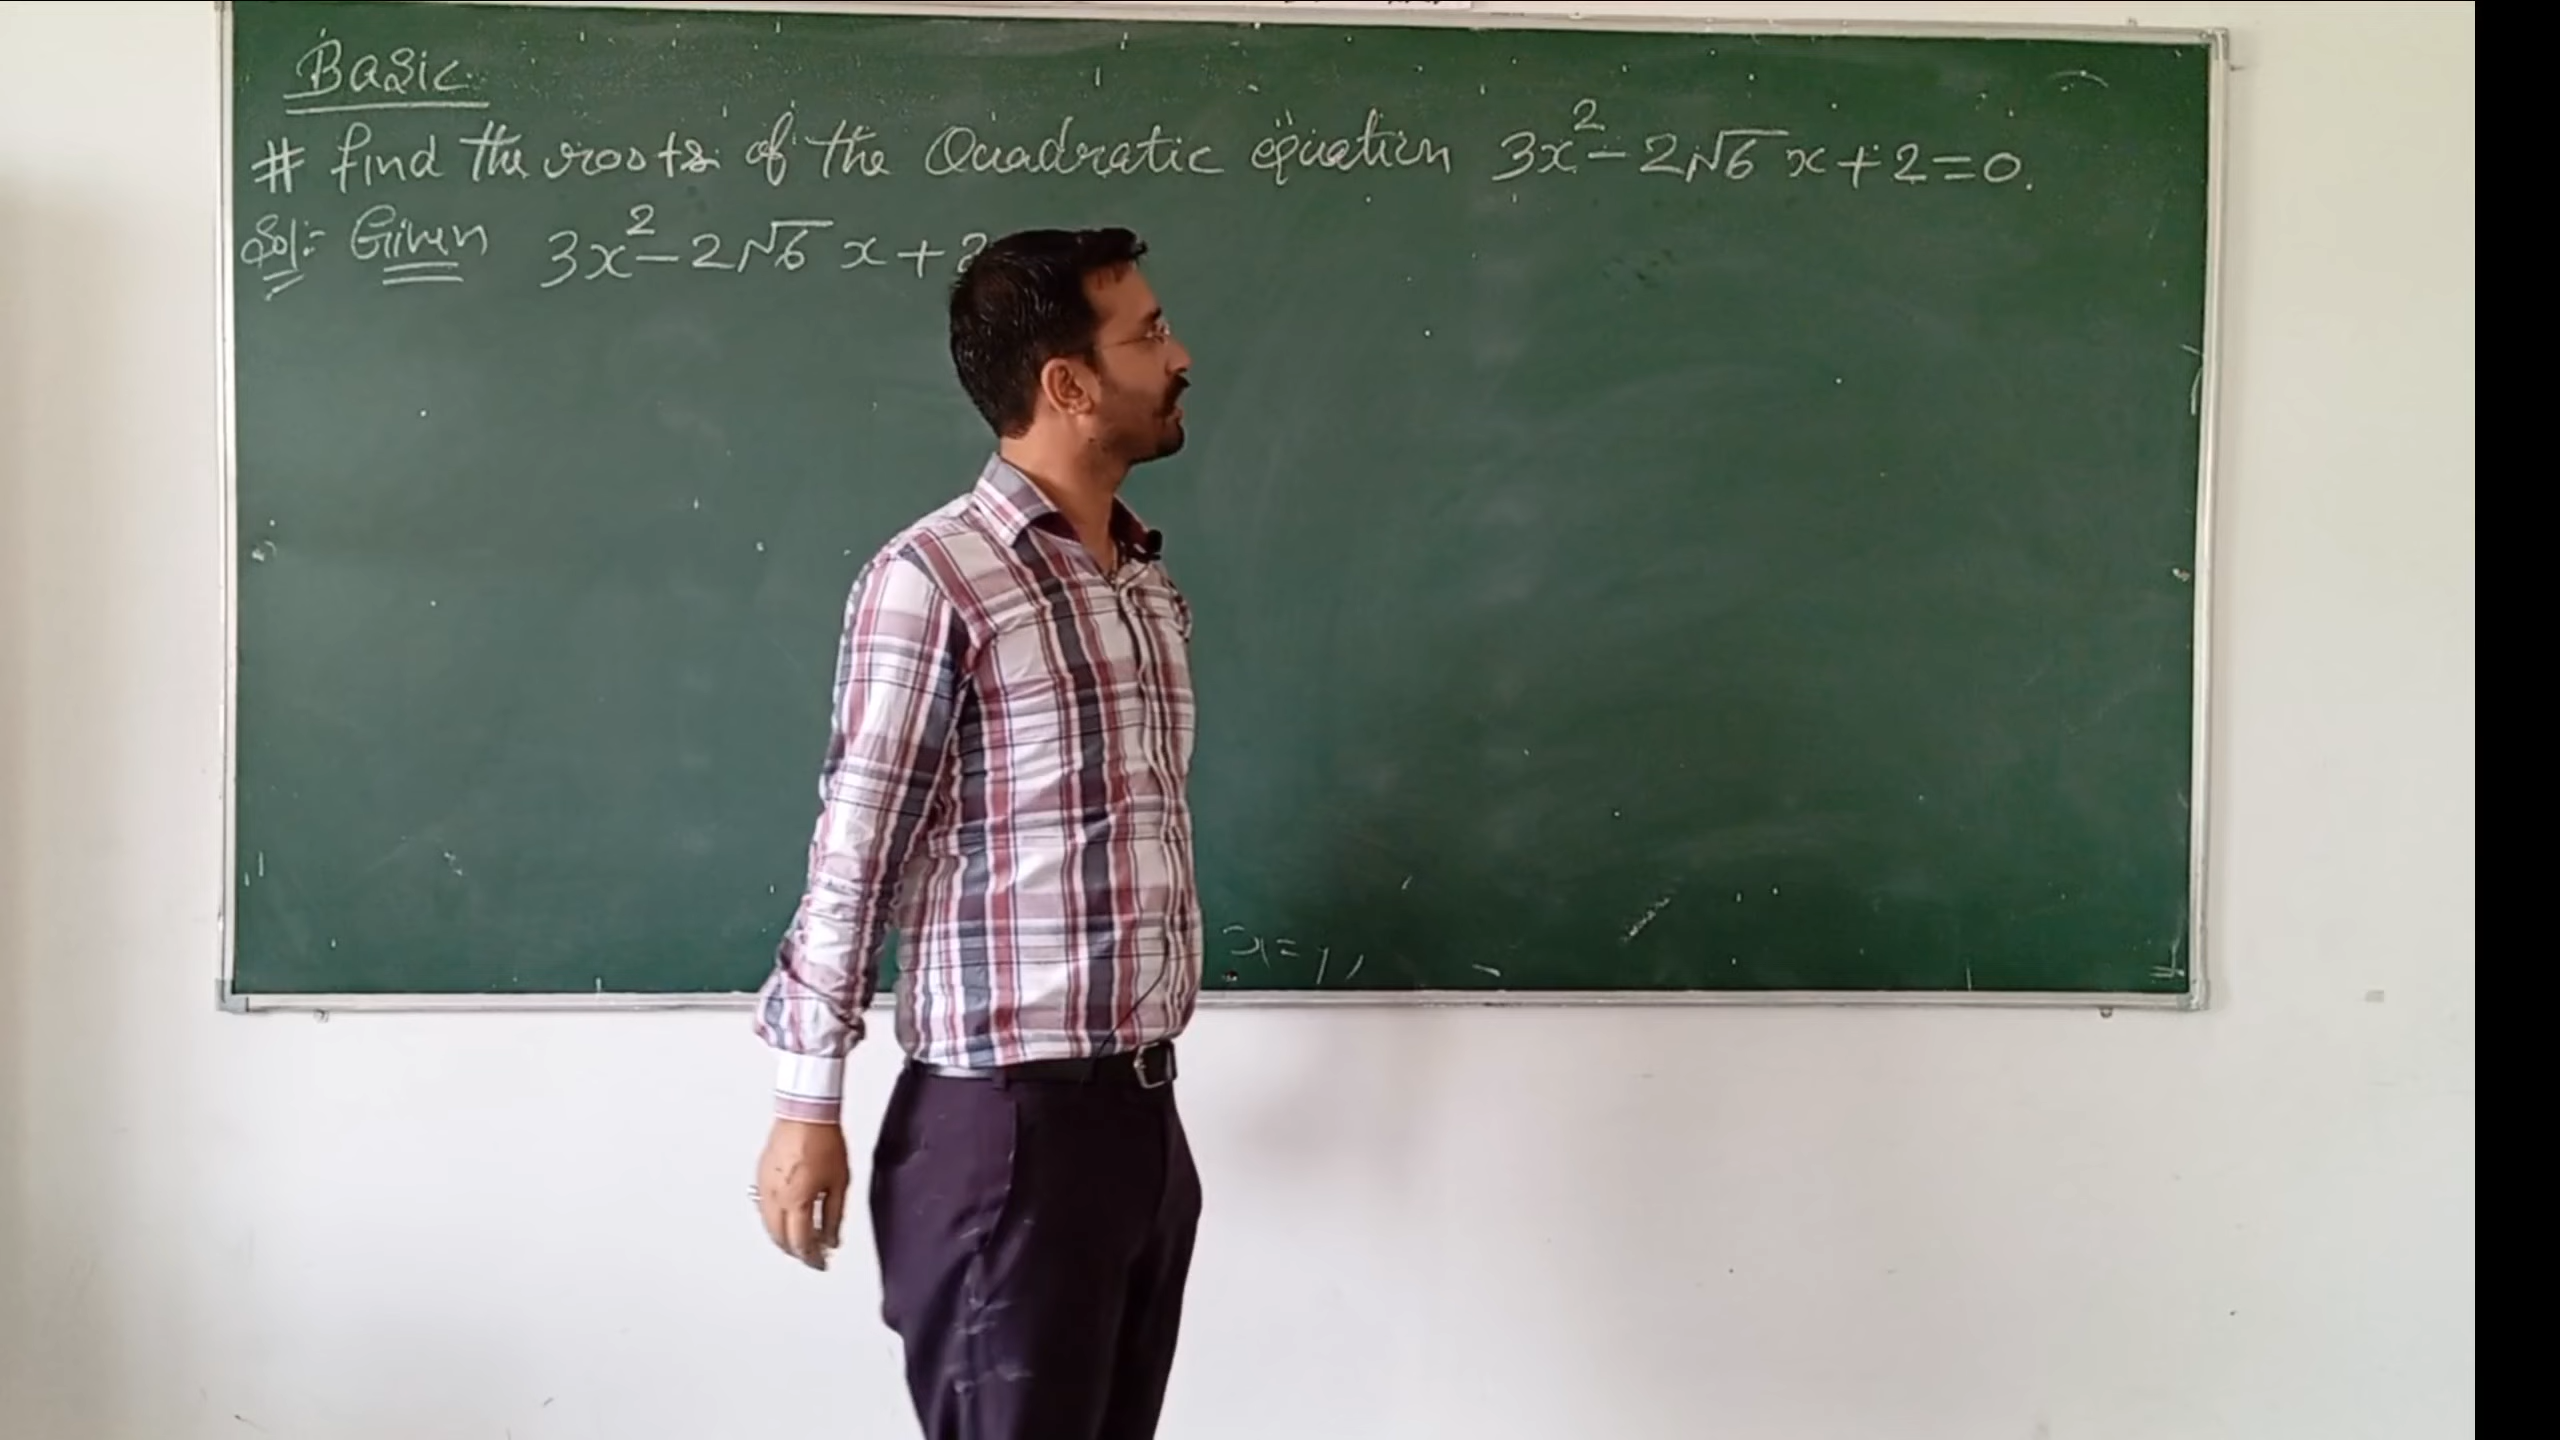 Basic
# find the roots of the Quadratic equation 3x² - 2√6 x + 2 = 0.
Sol:- Given 3x² - 2√6 x + 2
x =